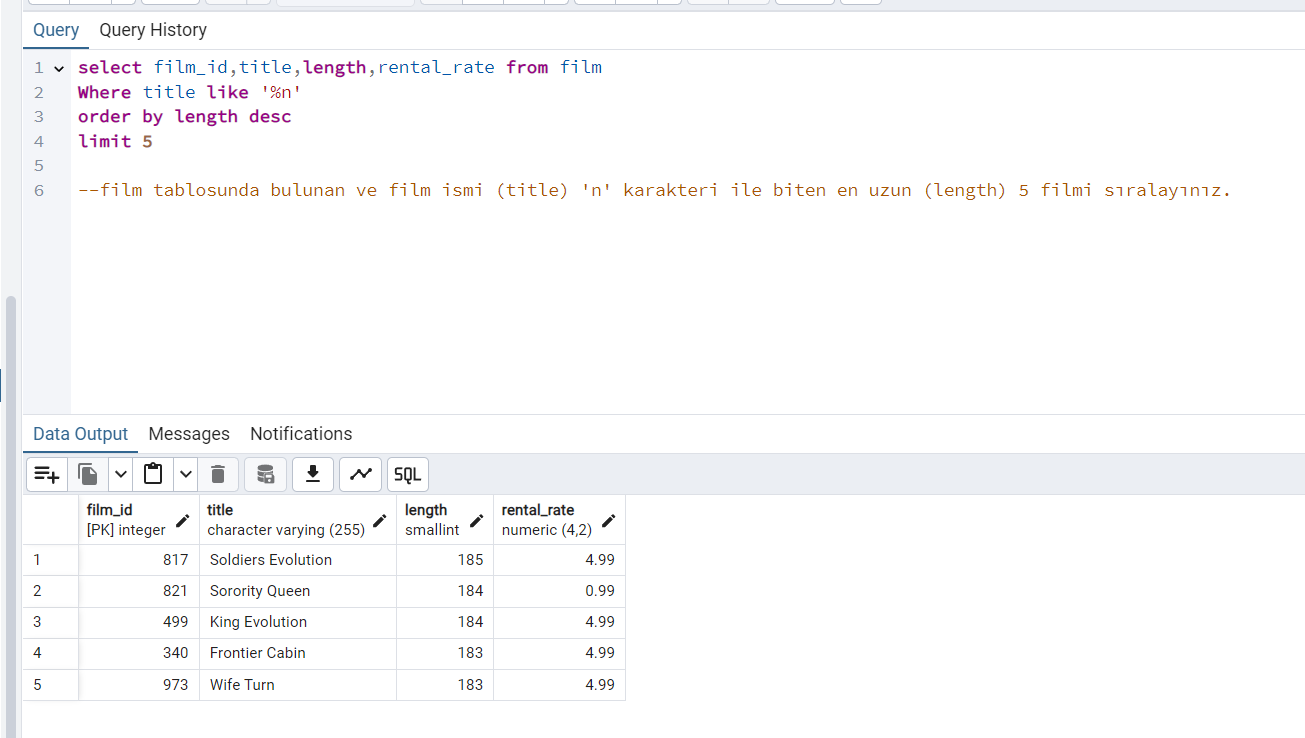 Query Query History
1 select film_id,title,length,rental_rate from film
2 Where title like '%n'
3 order by length desc
4 limit 5
5
6 --film tablosunda bulunan ve film ismi (title) 'n' karakteri ile biten en uzun (length) 5 filmi sıralayınız.
Data Output Messages Notifications
SQL
film_id title length rental_rate
[PK] integer character varying (255) smallint numeric (4,2)
1 817 Soldiers Evolution 185 4.99
2 821 Sorority Queen 184 0.99
3 499 King Evolution 184 4.99
4 340 Frontier Cabin 183 4.99
5 973 Wife Turn 183 4.99